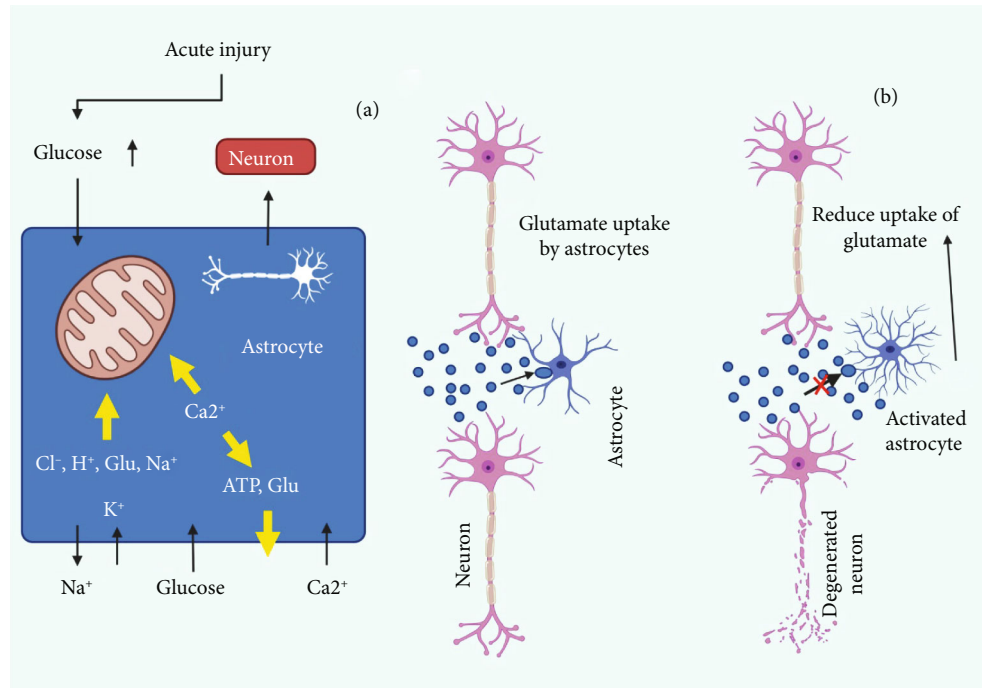 Acute injury
Glucose
Neuron
Astrocyte
Ca2⁺
Cl⁻, H⁺, Glu, Na⁺
ATP, Glu
K⁺
Na⁺
Glucose
Ca2⁺
(a)
Glutamate uptake
by astrocytes
Astrocyte
Neuron
(b)
Reduce uptake of
glutamate
Activated
astrocyte
Degenerated
neuron